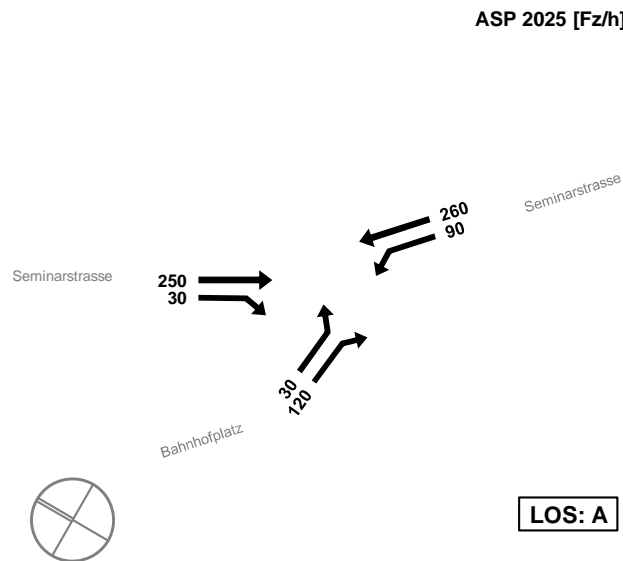 ASP 2025 [Fz/h]
Seminarstrasse
260
90
Seminarstrasse
250
30
30
120
Bahnhofplatz
LOS: A